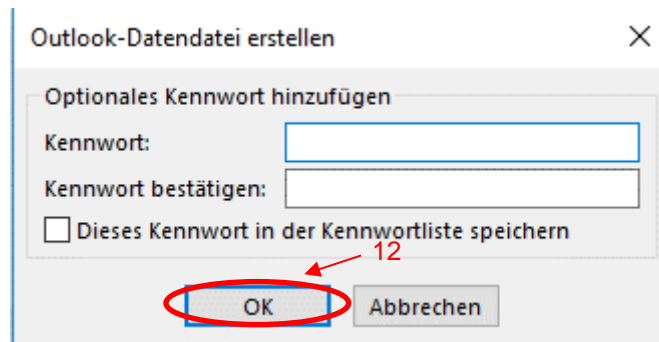 Outlook-Datendatei erstellen
Optionales Kennwort hinzufügen
Kennwort:
Kennwort bestätigen:
Dieses Kennwort in der Kennwortliste speichern
12
OK Abbrechen